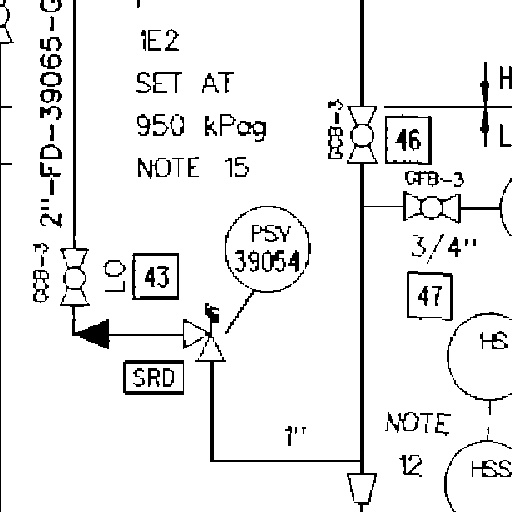 1E2
SET AT
950 kPag
NOTE 15
2"-FD-39065-G
GCB-3
46
H
L
GFB-3
3/4"
47
PSV
39054
GCB-3
LO
43
SRD
HS
1"
NOTE
12
HSS